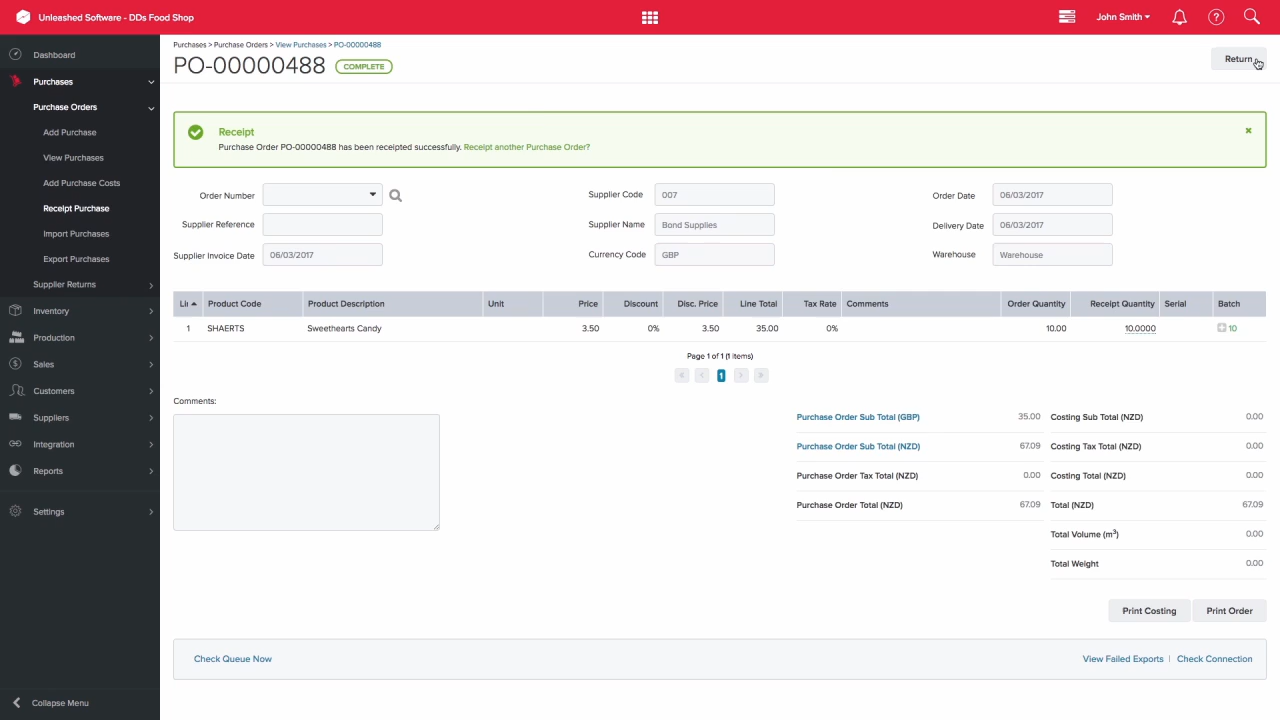 Unleashed Software - DDs Food Shop
John Smith
Dashboard
Purchases
Purchase Orders
Add Purchase
View Purchases
Add Purchase Costs
Receipt Purchase
Import Purchases
Export Purchases
Supplier Returns
Inventory
Production
Sales
Customers
Suppliers
Integration
Reports
Settings
Collapse Menu
Purchases > Purchase Orders > View Purchases > PO-00000488
PO-00000488 COMPLETE
Return
Receipt
Purchase Order PO-00000488 has been receipted successfully. Receipt another Purchase Order?
Order Number
Supplier Code 007
Order Date 06/03/2017
Supplier Reference
Supplier Name Bond Supplies
Delivery Date 06/03/2017
Supplier Invoice Date 06/03/2017
Currency Code GBP
Warehouse Warehouse
Li Product Code Product Description Unit Price Discount Disc. Price Line Total Tax Rate Comments Order Quantity Receipt Quantity Serial Batch
1 SHAERTS Sweethearts Candy 3.50 0% 3.50 35.00 0% 10.00 10.0000 10
Page 1 of 1 (1 items)
« < 1 > »
Comments:
Purchase Order Sub Total (GBP) 35.00 Costing Sub Total (NZD) 0.00
Purchase Order Sub Total (NZD) 67.09 Costing Tax Total (NZD) 0.00
Purchase Order Tax Total (NZD) 0.00 Costing Total (NZD) 0.00
Purchase Order Total (NZD) 67.09 Total (NZD) 67.09
Total Volume (m³) 0.00
Total Weight 0.00
Print Costing Print Order
Check Queue Now View Failed Exports | Check Connection